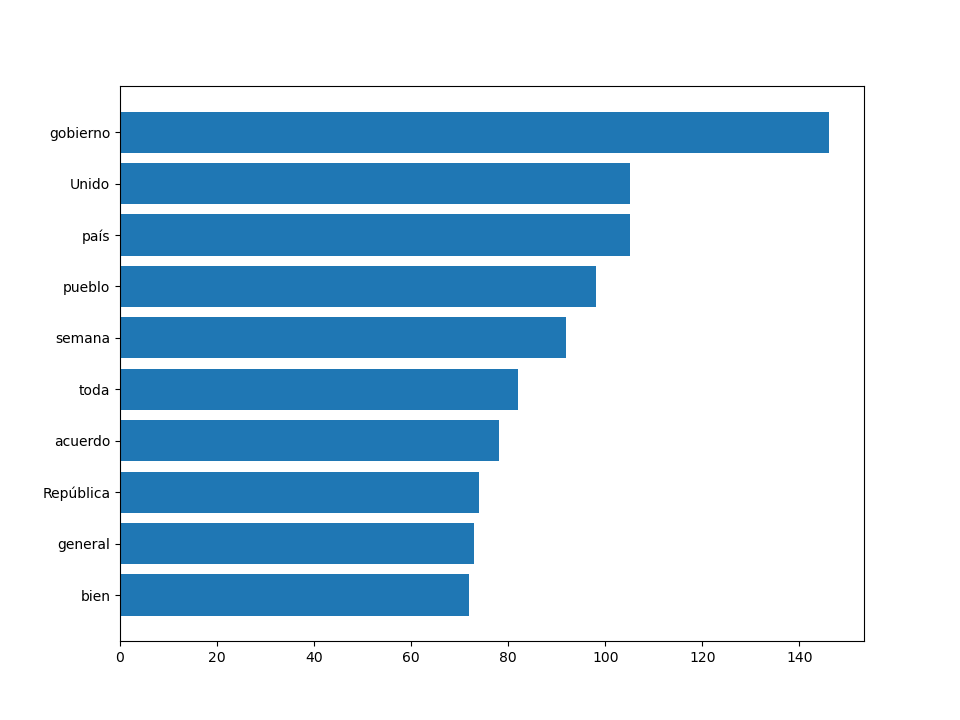 gobierno
Unido
país
pueblo
semana
toda
acuerdo
República
general
bien
0 20 40 60 80 100 120 140